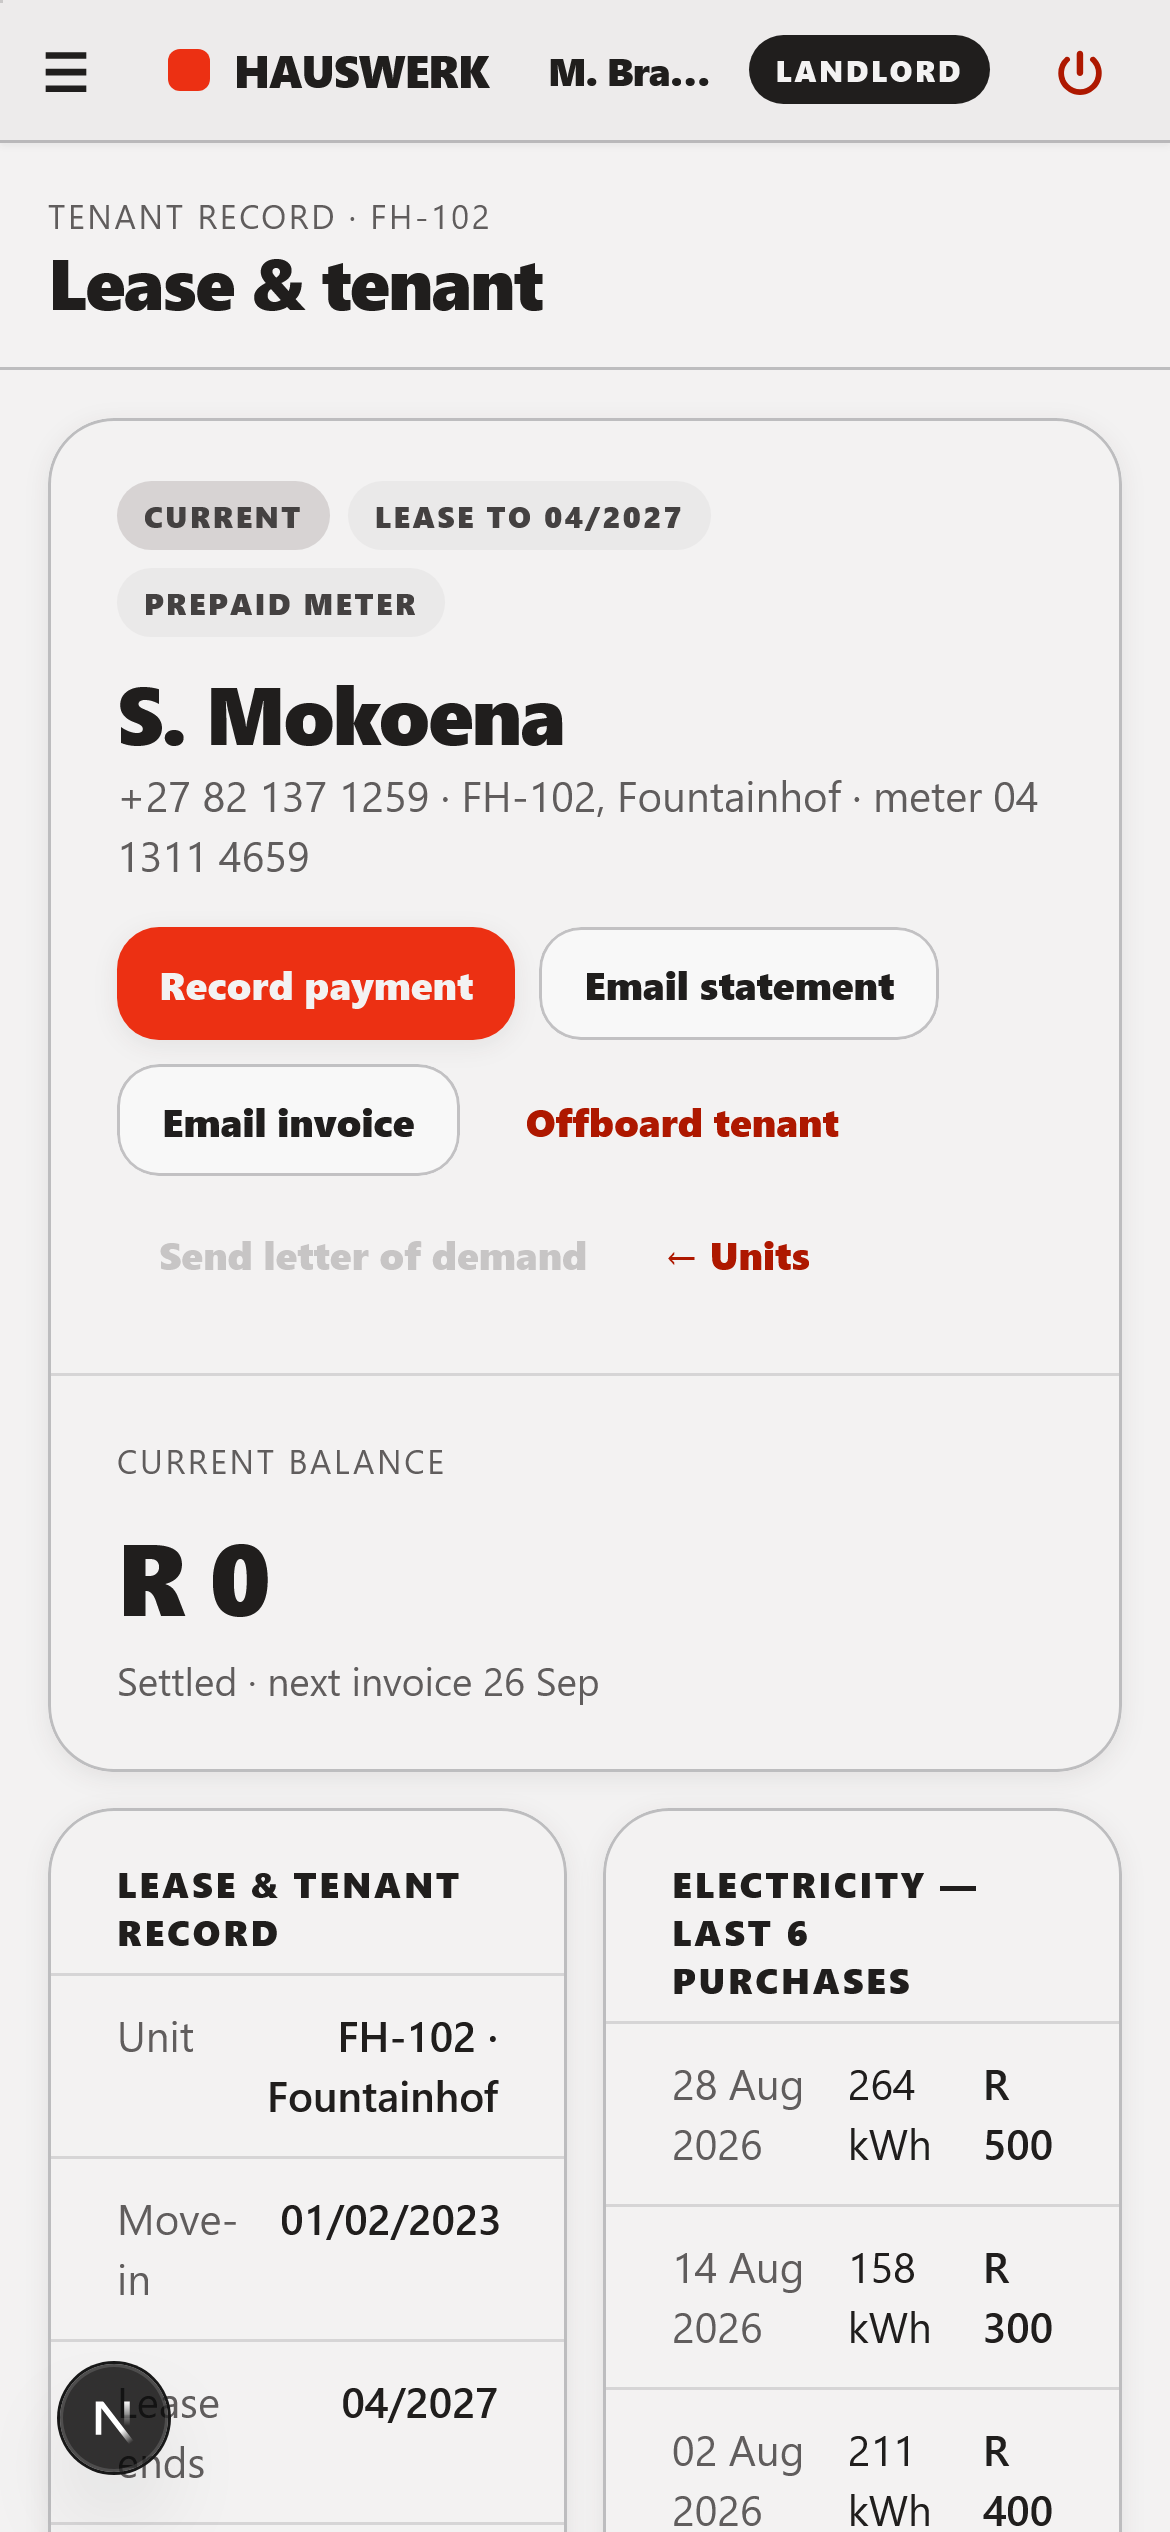 HAUSWERK M. Bra... LANDLORD
TENANT RECORD · FH-102
Lease & tenant
CURRENT LEASE TO 04/2027
PREPAID METER
S. Mokoena
+27 82 137 1259 · FH-102, Fountainhof · meter 04
1311 4659
Record payment Email statement
Email invoice Offboard tenant
Send letter of demand ← Units
CURRENT BALANCE
R 0
Settled · next invoice 26 Sep
LEASE & TENANT
RECORD
Unit FH-102 ·
Fountainhof
Move- 01/02/2023
in
Lease 04/2027
ends
ELECTRICITY —
LAST 6
PURCHASES
28 Aug 264 R
2026 kWh 500
14 Aug 158 R
2026 kWh 300
02 Aug 211 R
2026 kWh 400
N